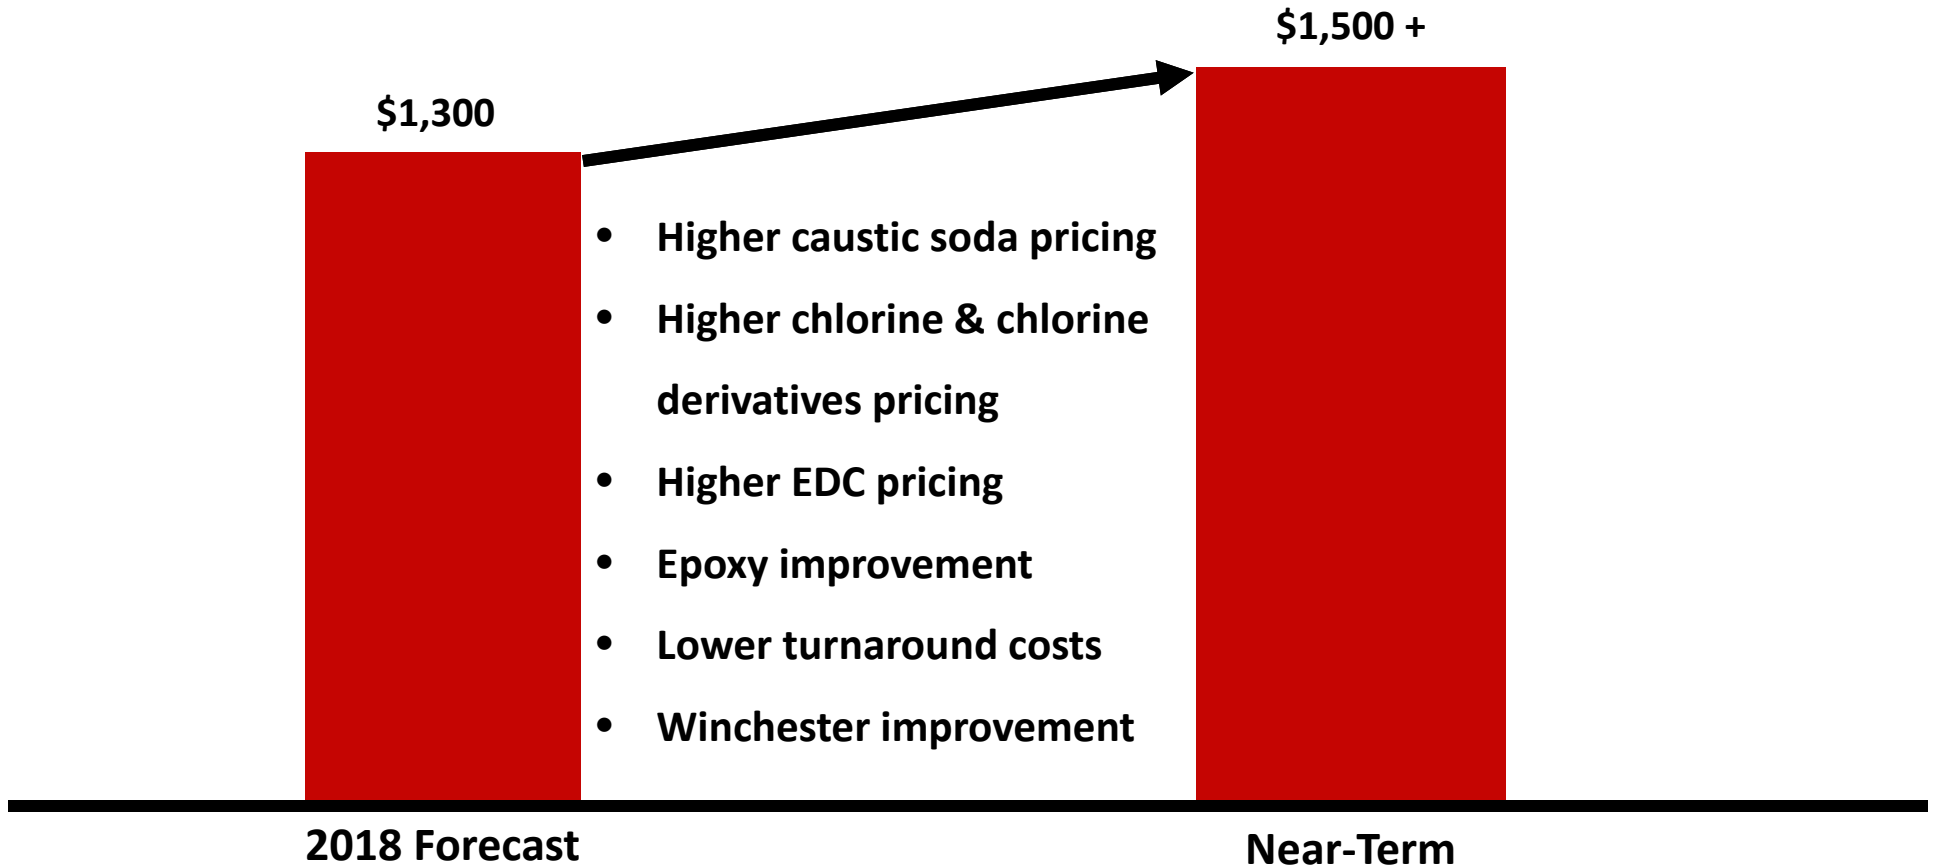 $1,500 +
$1,300
• Higher caustic soda pricing
• Higher chlorine & chlorine
derivatives pricing
• Higher EDC pricing
• Epoxy improvement
• Lower turnaround costs
• Winchester improvement
2018 Forecast
Near-Term